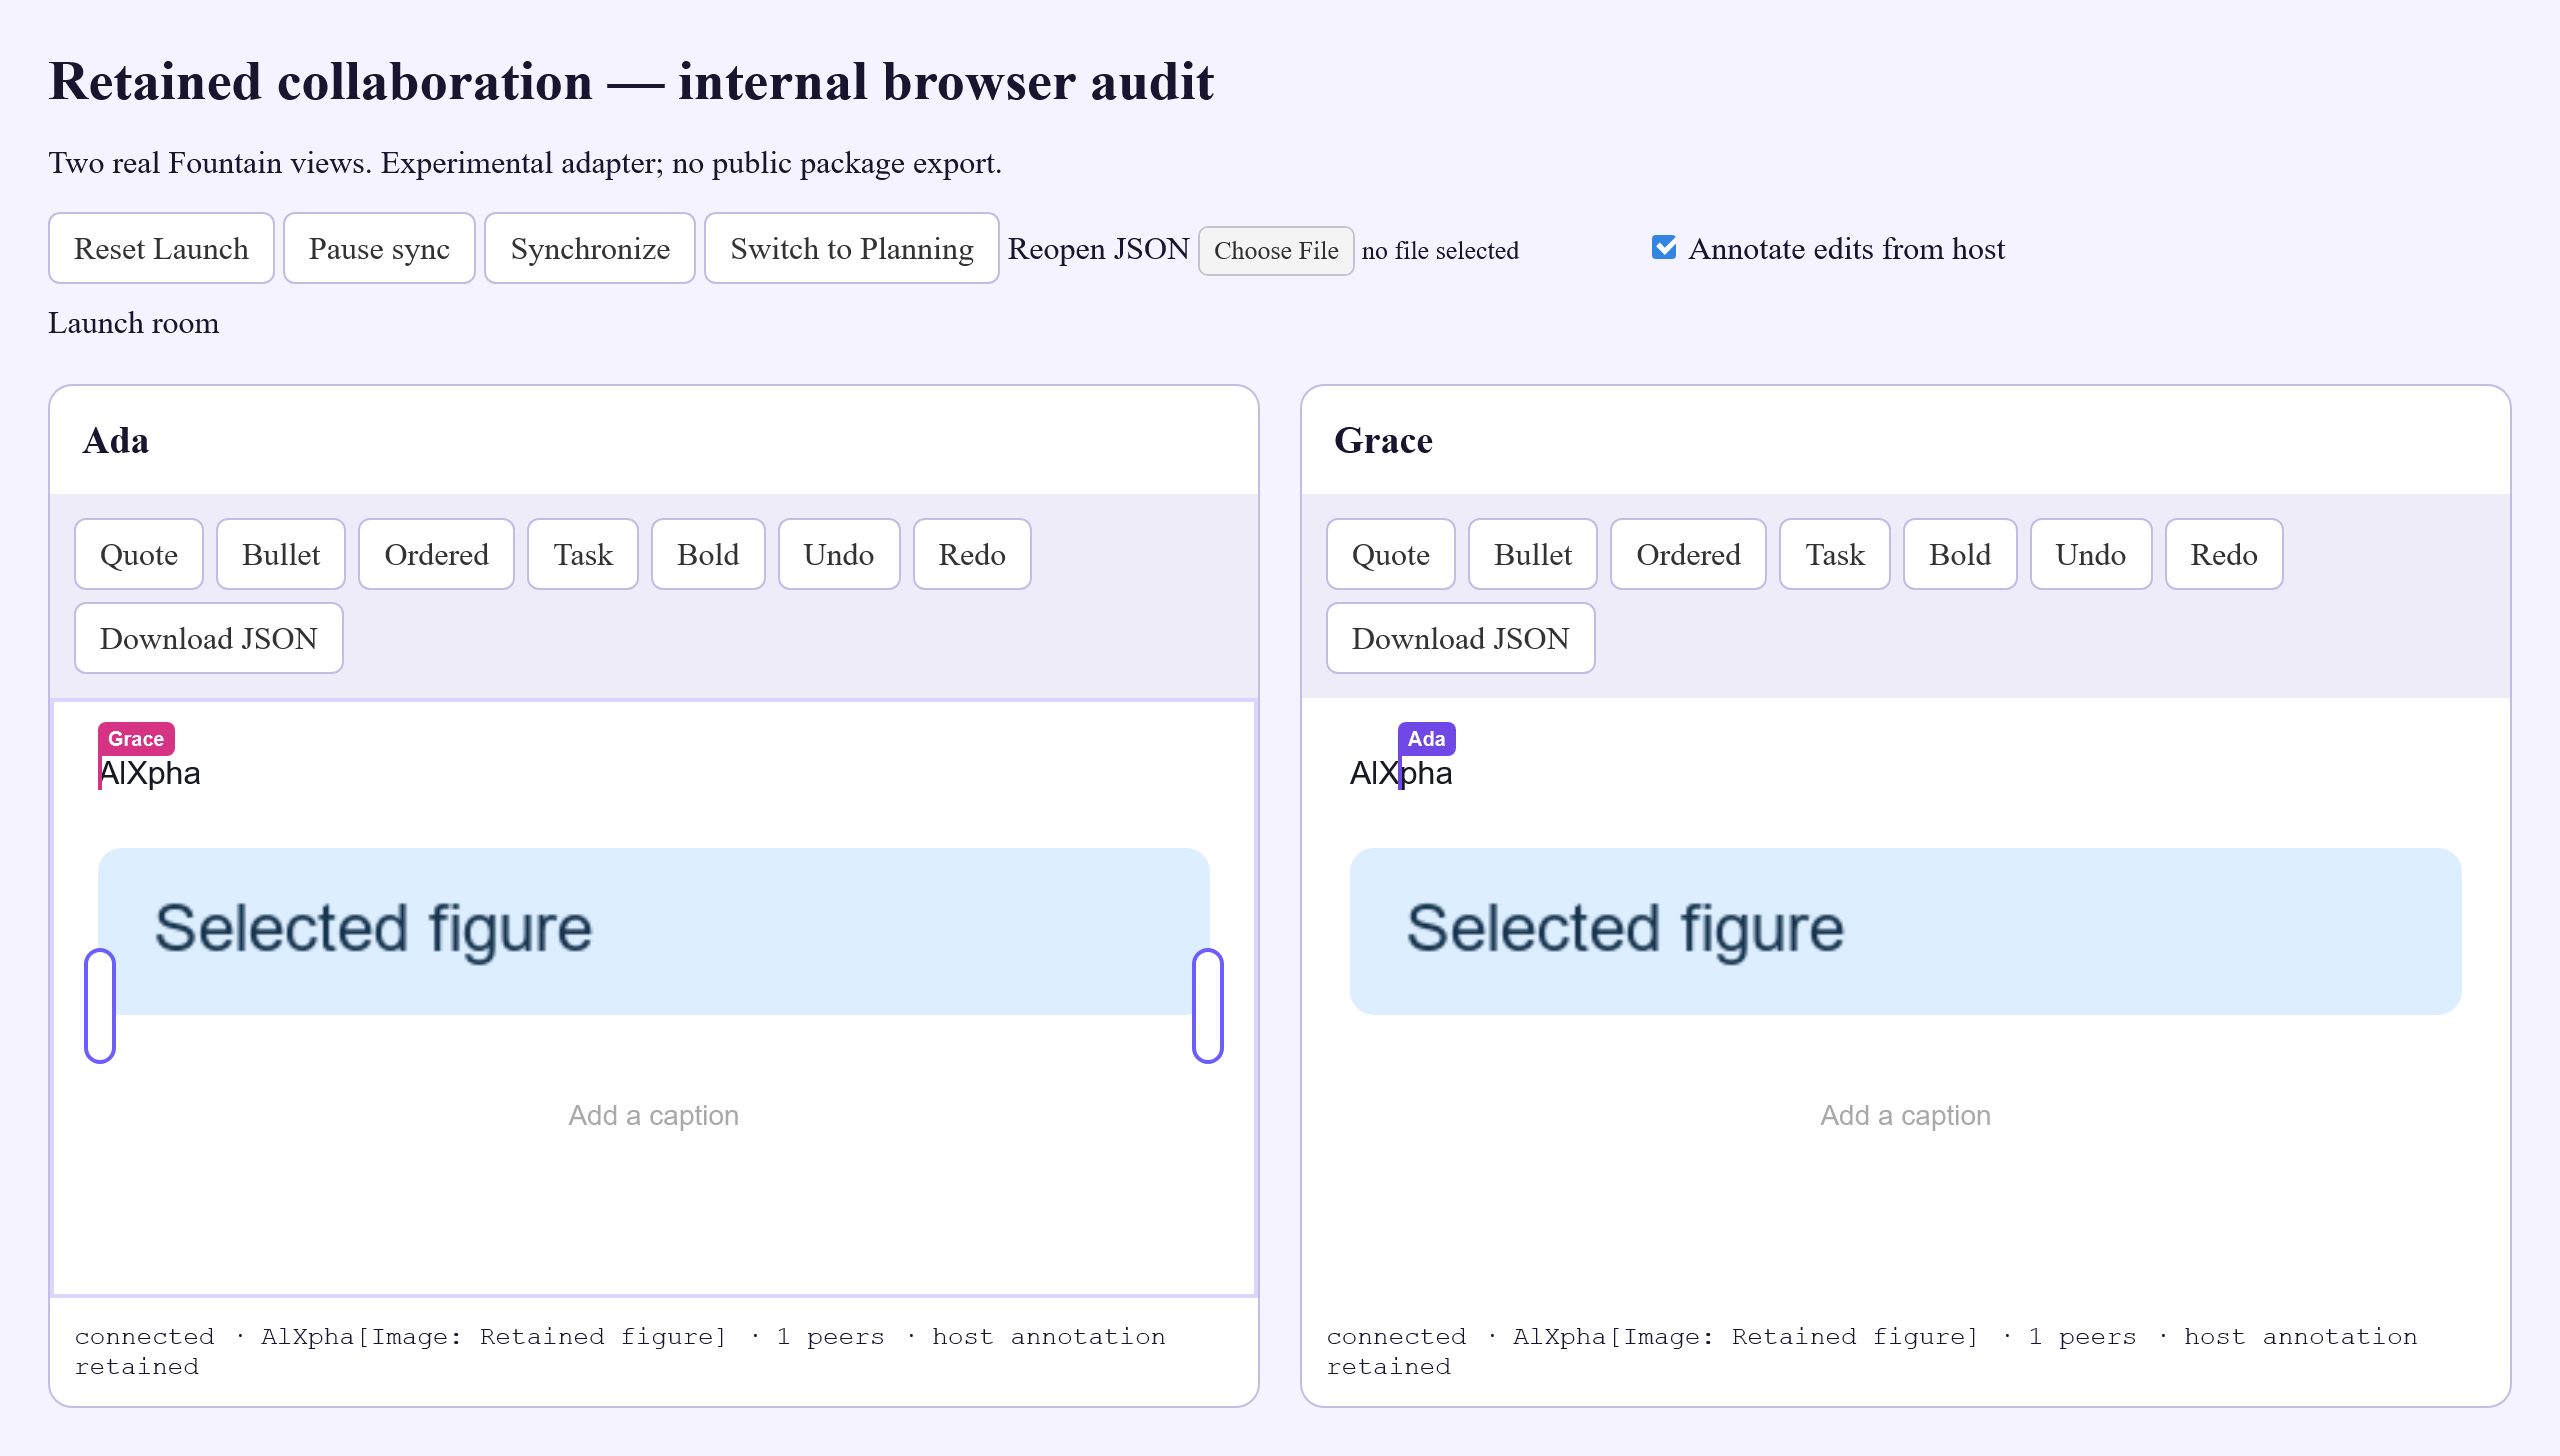 Retained collaboration — internal browser audit
Two real Fountain views. Experimental adapter; no public package export.
Reset Launch Pause sync Synchronize Switch to Planning Reopen JSON Choose File no file selected Annotate edits from host
Launch room
Ada
Quote Bullet Ordered Task Bold Undo Redo
Download JSON
Grace
AlXpha
Selected figure
Add a caption
connected · AlXpha[Image: Retained figure] · 1 peers · host annotation
retained
Grace
Quote Bullet Ordered Task Bold Undo Redo
Download JSON
Ada
AlXpha
Selected figure
Add a caption
connected · AlXpha[Image: Retained figure] · 1 peers · host annotation
retained